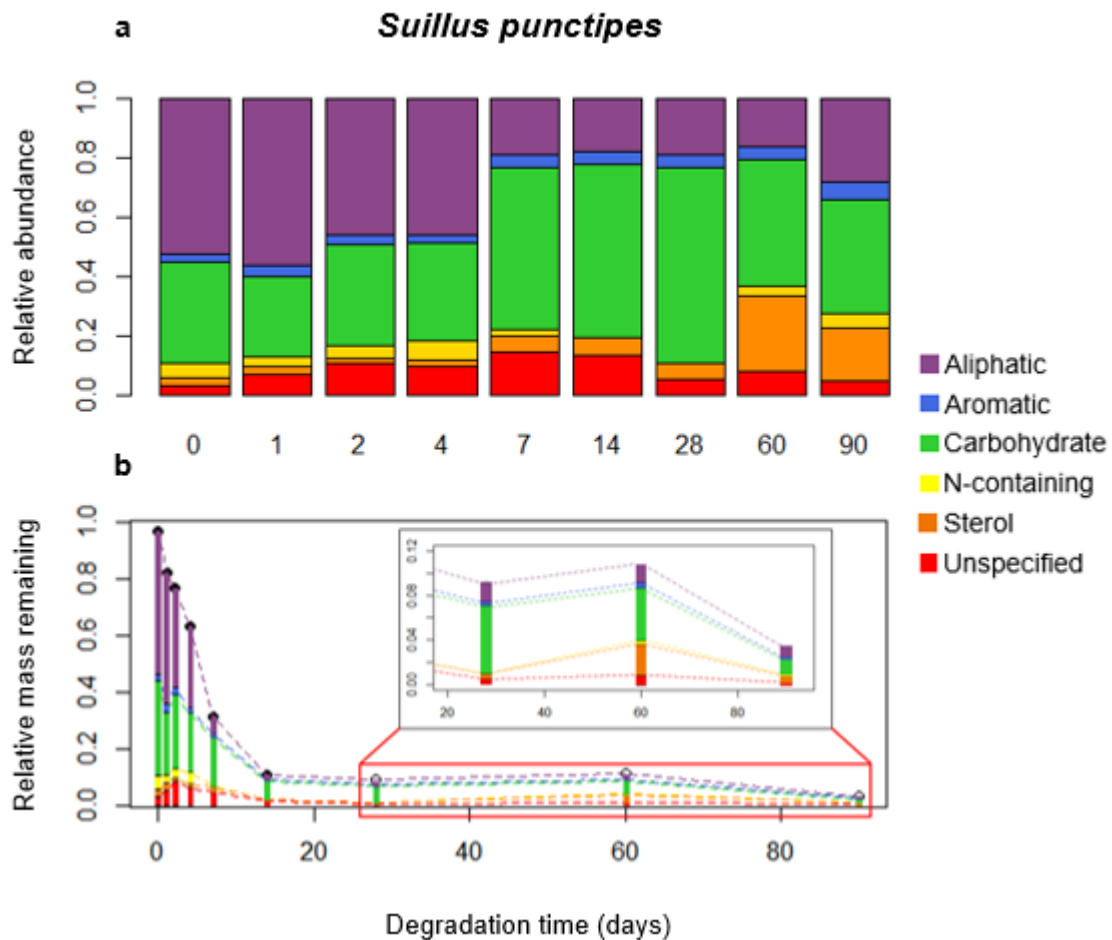 a
Suillus punctipes
Relative abundance
1.0
0.8
0.6
0.4
0.2
0.0
0 1 2 4 7 14 28 60 90
Aliphatic
Aromatic
Carbohydrate
N-containing
Sterol
Unspecified
b
Relative mass remaining
1.0
0.8
0.6
0.4
0.2
0.0
0.12
0.08
0.04
0.00
20 40 60 80
0 20 40 60 80
Degradation time (days)